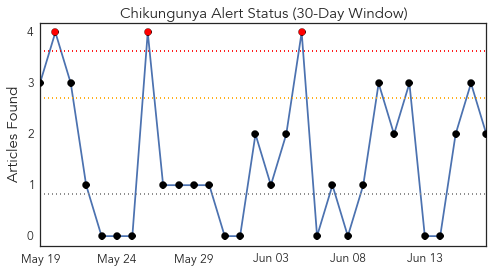 Chikungunya Alert Status (30-Day Window)
Articles Found
4
3
2
1
0
May 19
May 24
May 29
Jun 03
Jun 08
Jun 13